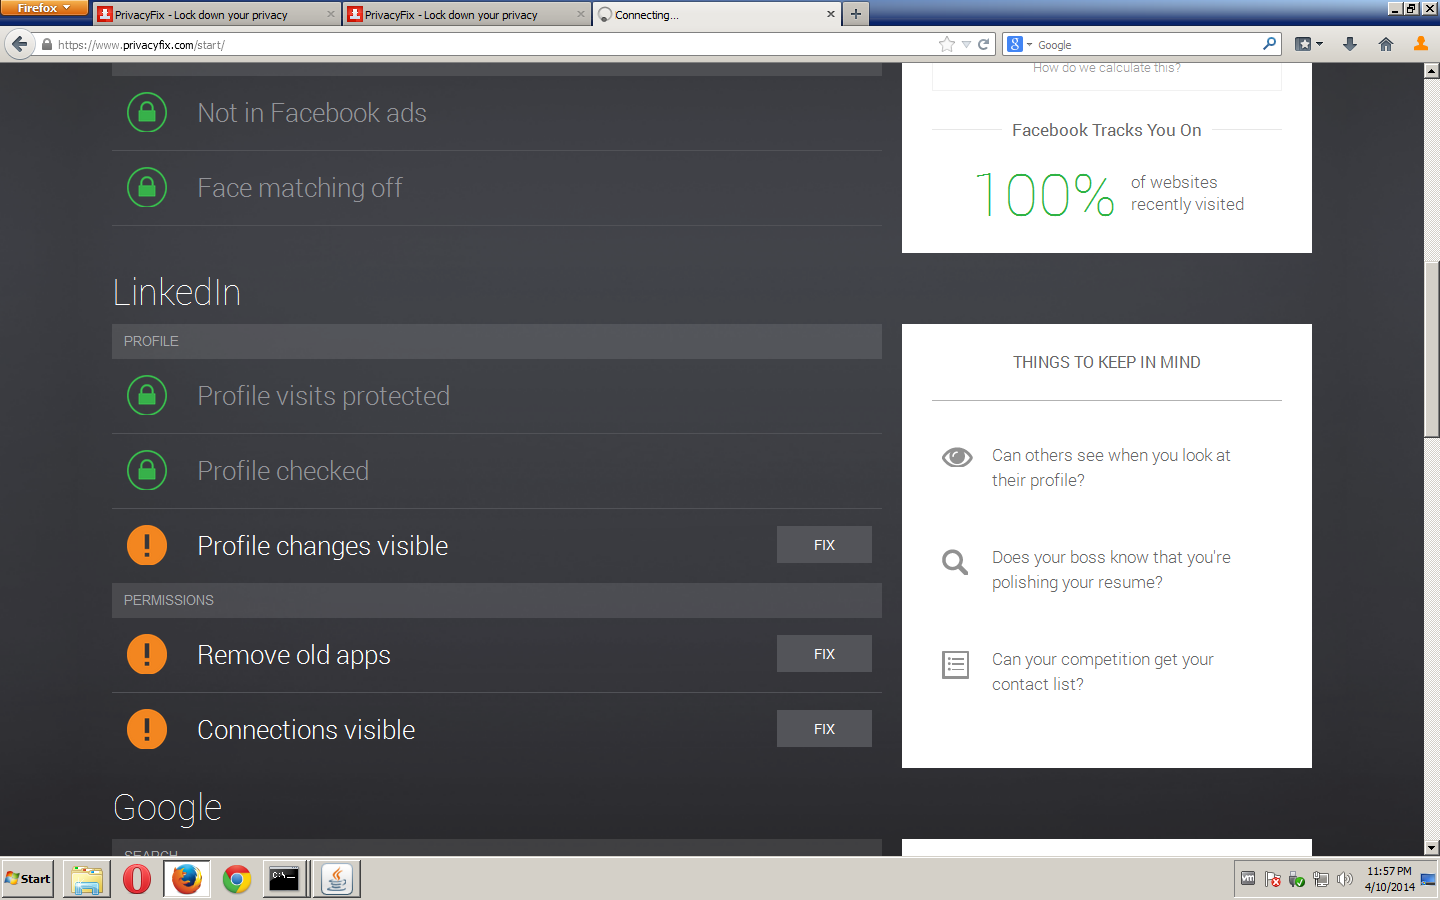 Firefox
PrivacyFix - Lock down your privacy
PrivacyFix - Lock down your privacy
Connecting...
https://www.privacyfix.com/start/
Google
How do we calculate this?
Not in Facebook ads
Face matching off
Facebook Tracks You On
100%
of websites
recently visited
LinkedIn
PROFILE
Profile visits protected
Profile checked
Profile changes visible
FIX
PERMISSIONS
Remove old apps
FIX
Connections visible
FIX
THINGS TO KEEP IN MIND
Can others see when you look at
their profile?
Does your boss know that you're
polishing your resume?
Can your competition get your
contact list?
Google
SEARCH
Start
C:\_
vm
11:57 PM
4/10/2014